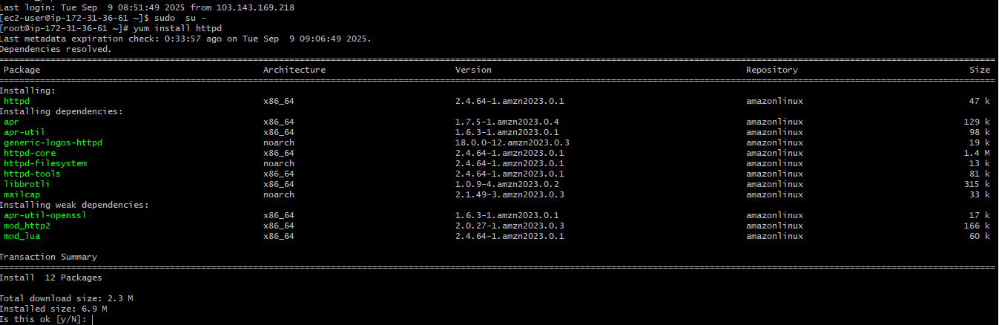 Last login: Tue Sep  9 08:51:49 2025 from 103.143.169.218
[ec2-user@ip-172-31-36-61 ~]$ sudo  su -
[root@ip-172-31-36-61 ~]# yum install httpd
Last metadata expiration check: 0:33:57 ago on Tue Sep  9 09:06:49 2025.
Dependencies resolved.
Package Architecture Version Repository Size
Installing:
httpd x86_64 2.4.64-1.amzn2023.0.1 amazonlinux 47 k
Installing dependencies:
apr x86_64 1.7.5-1.amzn2023.0.4 amazonlinux 129 k
apr-util x86_64 1.6.3-1.amzn2023.0.1 amazonlinux 98 k
generic-logos-httpd noarch 18.0.0-12.amzn2023.0.3 amazonlinux 19 k
httpd-core x86_64 2.4.64-1.amzn2023.0.1 amazonlinux 1.4 M
httpd-filesystem noarch 2.4.64-1.amzn2023.0.1 amazonlinux 13 k
httpd-tools x86_64 2.4.64-1.amzn2023.0.1 amazonlinux 81 k
libbrotli x86_64 1.0.9-4.amzn2023.0.2 amazonlinux 315 k
mailcap noarch 2.1.49-3.amzn2023.0.3 amazonlinux 33 k
Installing weak dependencies:
apr-util-openssl x86_64 1.6.3-1.amzn2023.0.1 amazonlinux 17 k
mod_http2 x86_64 2.0.27-1.amzn2023.0.3 amazonlinux 166 k
mod_lua x86_64 2.4.64-1.amzn2023.0.1 amazonlinux 60 k
Transaction Summary
Install  12 Packages
Total download size: 2.3 M
Installed size: 6.9 M
Is this ok [y/N]: